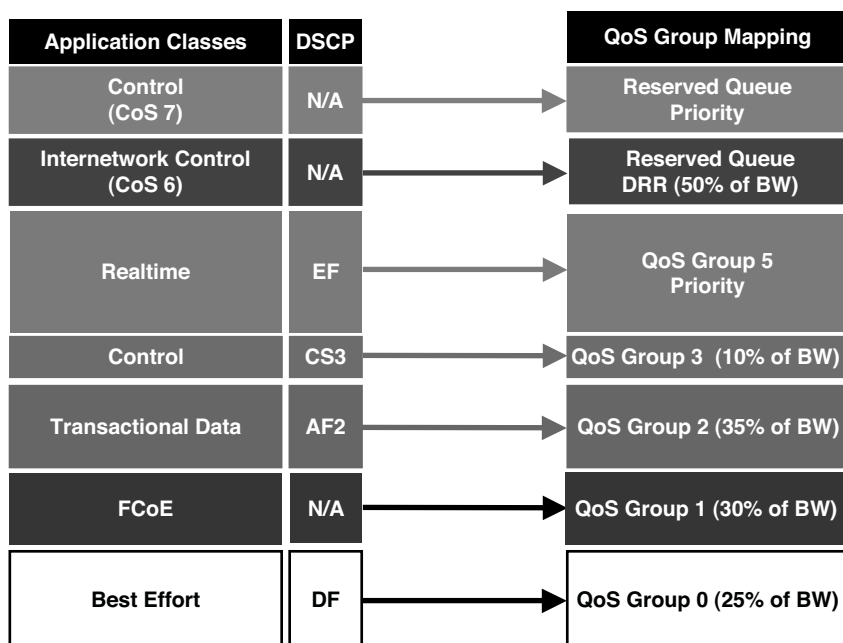 Application Classes DSCP QoS Group Mapping
Control
(CoS 7)
N/A
Reserved Queue
Priority
Internetwork Control
(CoS 6)
N/A
Reserved Queue
DRR (50% of BW)
Realtime
EF
QoS Group 5
Priority
Control CS3 QoS Group 3 (10% of BW)
Transactional Data AF2 QoS Group 2 (35% of BW)
FCoE N/A QoS Group 1 (30% of BW)
Best Effort DF QoS Group 0 (25% of BW)